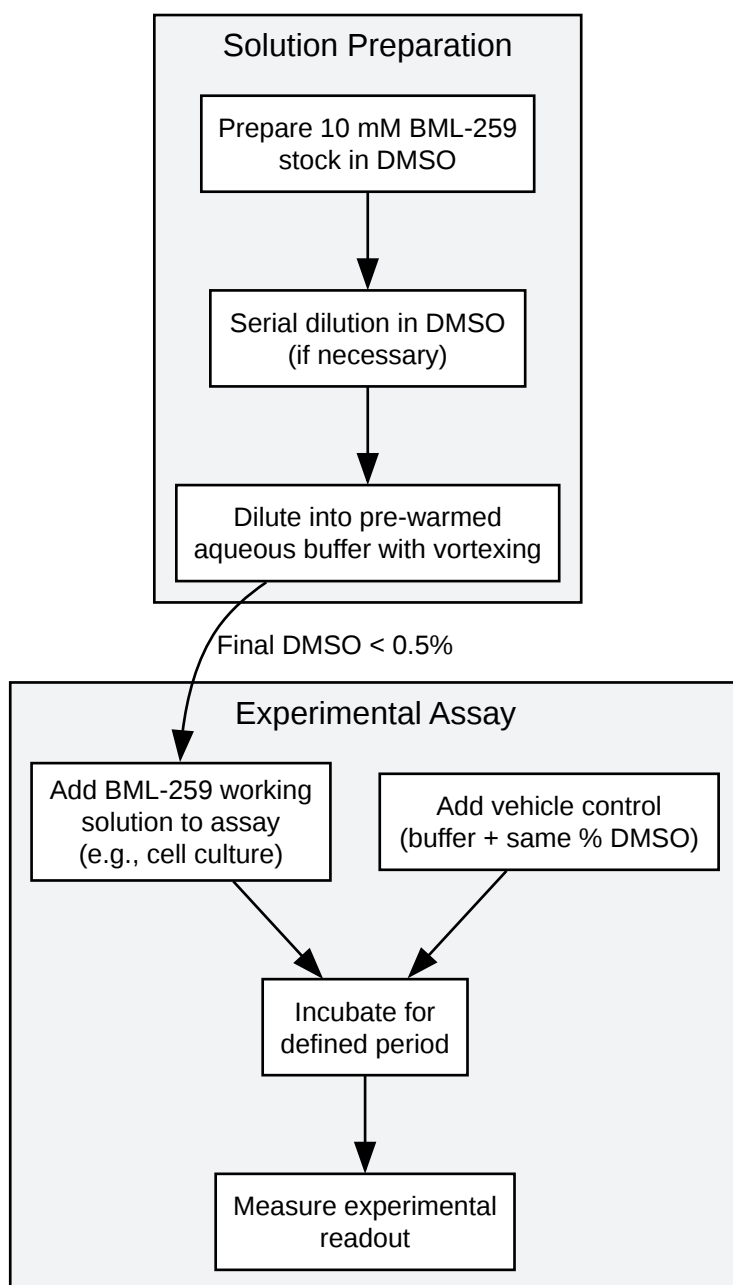 Solution Preparation
Prepare 10 mM BML-259
stock in DMSO
Serial dilution in DMSO
(if necessary)
Dilute into pre-warmed
aqueous buffer with vortexing
Final DMSO < 0.5%
Experimental Assay
Add BML-259 working
solution to assay
(e.g., cell culture)
Add vehicle control
(buffer + same % DMSO)
Incubate for
defined period
Measure experimental
readout